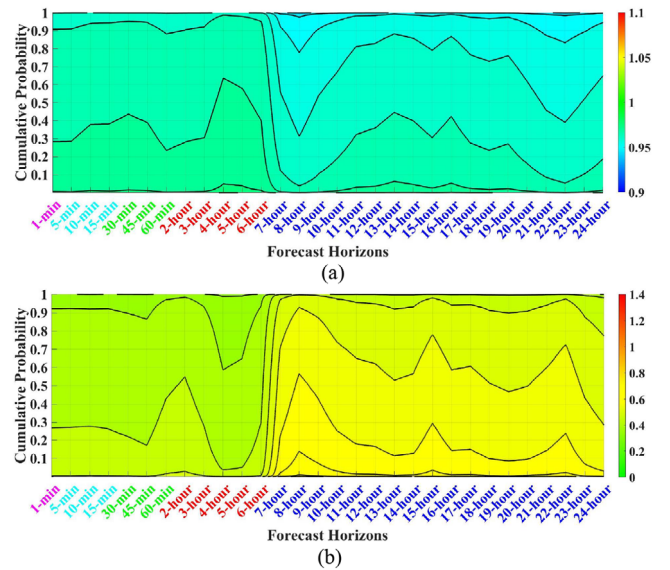 1
0.9
0.8
0.7
0.6
0.5
0.4
0.3
0.2
0.1
Cumulative Probability
1.1
1.05
1
0.95
0.9
1-min
5-min
10-min
15-min
30-min
45-min
60-min
2-hour
3-hour
4-hour
5-hour
6-hour
7-hour
8-hour
9-hour
10-hour
11-hour
12-hour
13-hour
14-hour
15-hour
16-hour
17-hour
18-hour
19-hour
20-hour
21-hour
22-hour
23-hour
24-hour
Forecast Horizons
(a)
1
0.9
0.8
0.7
0.6
0.5
0.4
0.3
0.2
0.1
Cumulative Probability
1.4
1.2
1
0.8
0.6
0.4
0.2
0
1-min
5-min
10-min
15-min
30-min
45-min
60-min
2-hour
3-hour
4-hour
5-hour
6-hour
7-hour
8-hour
9-hour
10-hour
11-hour
12-hour
13-hour
14-hour
15-hour
16-hour
17-hour
18-hour
19-hour
20-hour
21-hour
22-hour
23-hour
24-hour
Forecast Horizons
(b)